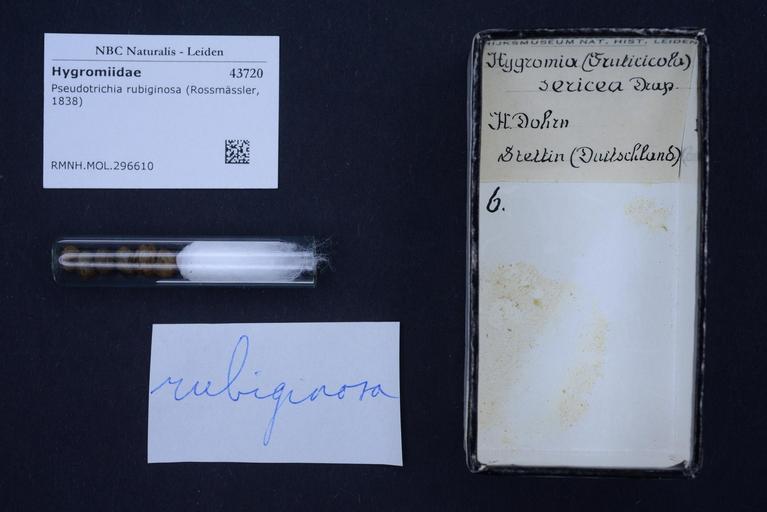 NBC Naturalis - Leiden
Hygromiidae 43720
Pseudotrichia rubiginosa (Rossmässler,
1838)
RMNH.MOL.296610
RIJKSMUSEUM NAT. HIST. LEIDEN
Hygromia (Fruticicola)
sericea Drap.
H. Dohrn
Stettin (Duitschland)
6.
rubiginosa